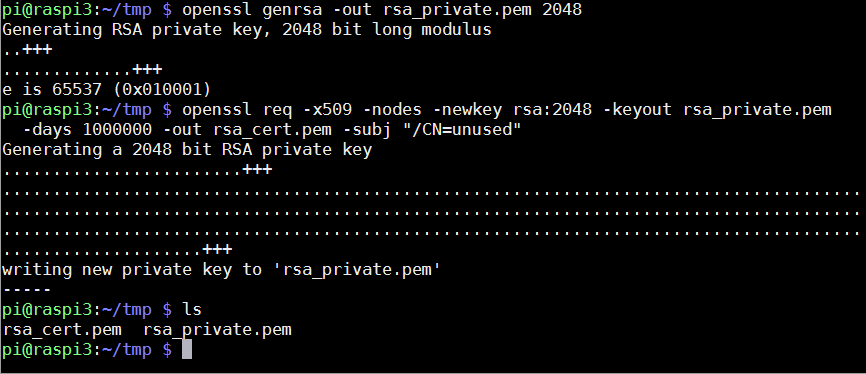 pi@raspi3:~/tmp $ openssl genrsa -out rsa_private.pem 2048
Generating RSA private key, 2048 bit long modulus
..+++
.............+++
e is 65537 (0x010001)
pi@raspi3:~/tmp $ openssl req -x509 -nodes -newkey rsa:2048 -keyout rsa_private.pem
  -days 1000000 -out rsa_cert.pem -subj "/CN=unused"
Generating a 2048 bit RSA private key
........................+++
......................................................................................
......................................................................................
......................................................................................
....................+++
writing new private key to 'rsa_private.pem'
-----
pi@raspi3:~/tmp $ ls
rsa_cert.pem  rsa_private.pem
pi@raspi3:~/tmp $